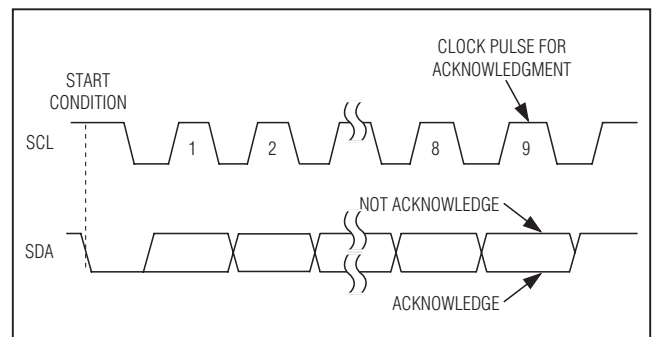 CLOCK PULSE FOR
ACKNOWLEDGMENT
START
CONDITION
SCL
1
2
8
9
NOT ACKNOWLEDGE
SDA
ACKNOWLEDGE